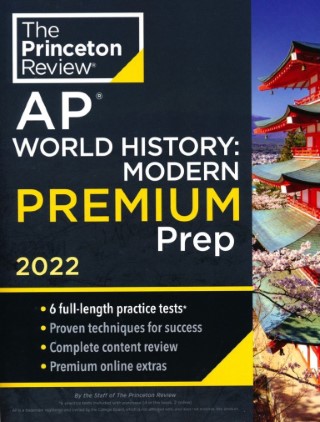 The
Princeton
Review®
AP®
WORLD HISTORY:
MODERN
PREMIUM
Prep
2022
• 6 full-length practice tests*
• Proven techniques for success
• Complete content review
• Premium online extras
By the Staff of The Princeton Review